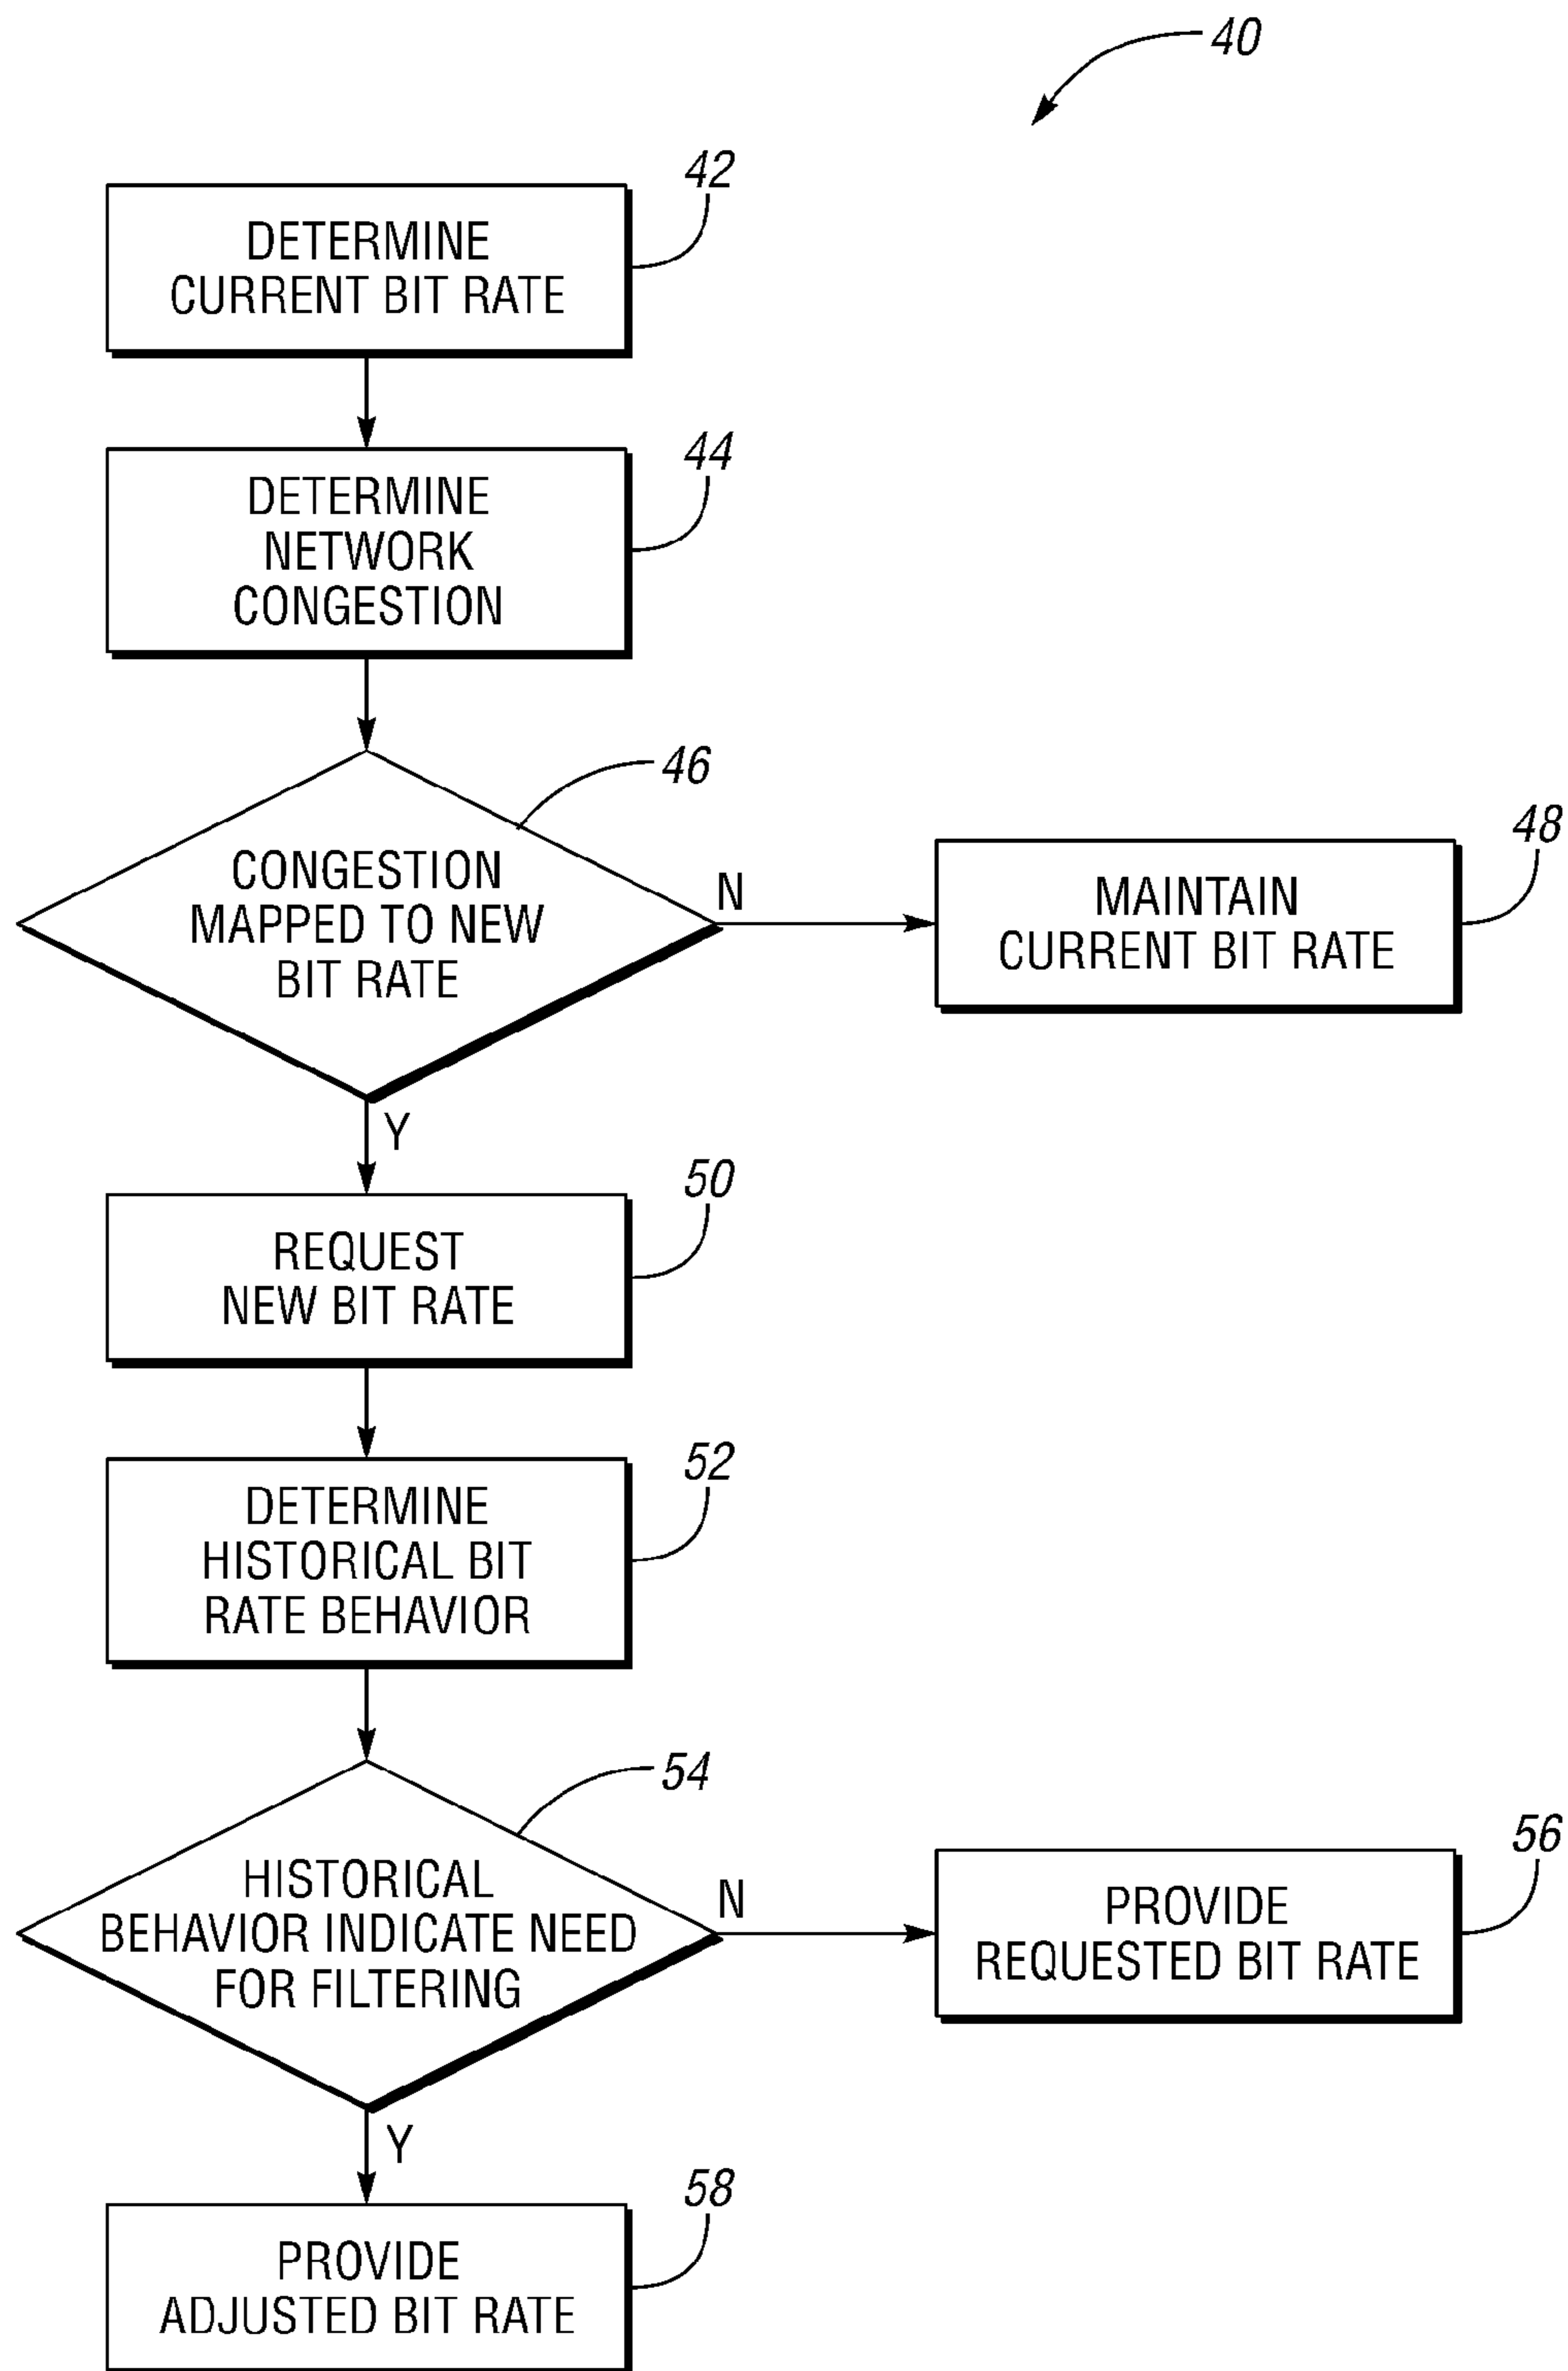 40
42
DETERMINE
CURRENT BIT RATE
44
DETERMINE
NETWORK
CONGESTION
46
CONGESTION
MAPPED TO NEW
BIT RATE
N
48
MAINTAIN
CURRENT BIT RATE
Y
50
REQUEST
NEW BIT RATE
52
DETERMINE
HISTORICAL BIT
RATE BEHAVIOR
54
HISTORICAL
BEHAVIOR INDICATE NEED
FOR FILTERING
N
56
PROVIDE
REQUESTED BIT RATE
Y
58
PROVIDE
ADJUSTED BIT RATE